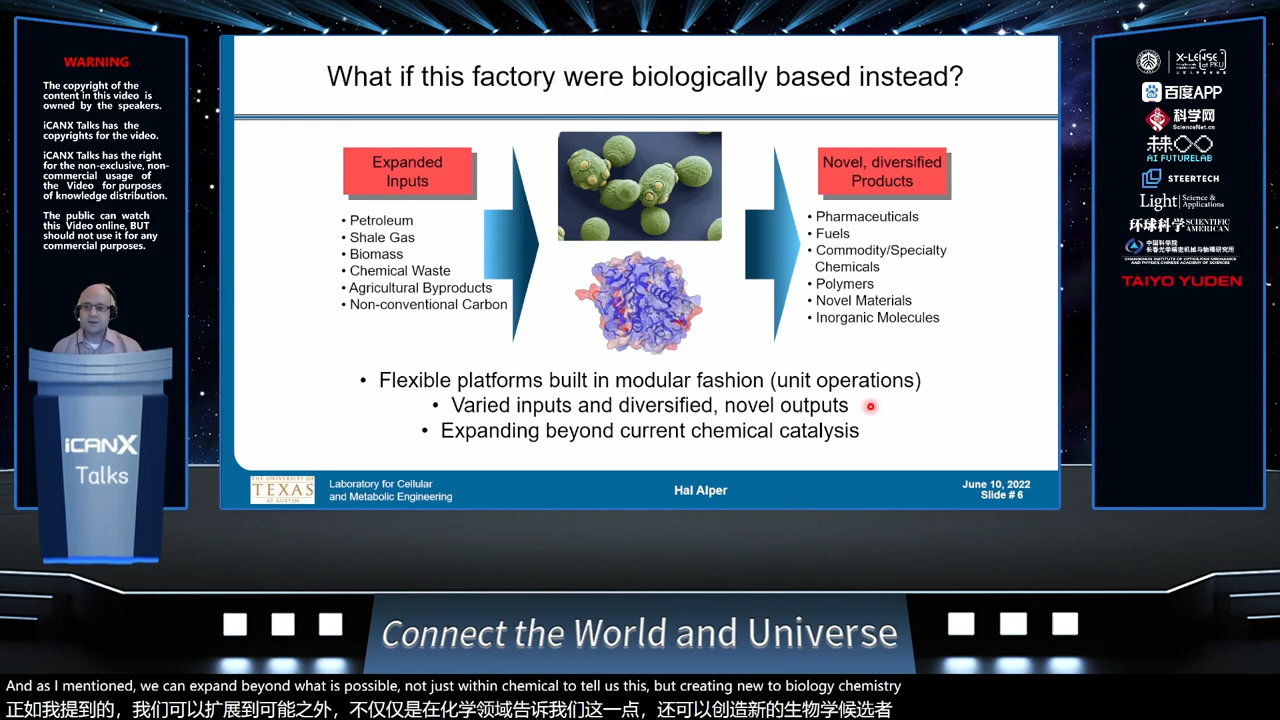 WARNING
The copyright of the
content in this video is
owned by the speakers.
iCANX Talks has the
copyrights for the video.
iCANX Talks has the right
for the non-exclusive, non-
commercial usage of
the Video for purposes
of knowledge distribution.
The public can watch
this Video online, BUT
should not use it for any
commercial purposes.
iCANX
Talks
What if this factory were biologically based instead?
Expanded
Inputs
• Petroleum
• Shale Gas
• Biomass
• Chemical Waste
• Agricultural Byproducts
• Non-conventional Carbon
Novel, diversified
Products
• Pharmaceuticals
• Fuels
• Commodity/Specialty
Chemicals
• Polymers
• Novel Materials
• Inorganic Molecules
• Flexible platforms built in modular fashion (unit operations)
• Varied inputs and diversified, novel outputs
• Expanding beyond current chemical catalysis
THE UNIVERSITY OF
TEXAS
AT AUSTIN
Laboratory for Cellular
and Metabolic Engineering
Hal Alper
June 10, 2022
Slide # 6
X-LENSE
at PKU
百度APP
科学网
ScienceNet.cn
AI FUTURELAB
STEERTECH
Light Science &
Applications
环球科学 SCIENTIFIC
AMERICAN
中国科学院
长春光学精密机械与物理研究所
CHANGCHUN INSTITUTE OF OPTICS, FINE MECHANICS
AND PHYSICS, CHINESE ACADEMY OF SCIENCES
TAIYO YUDEN
Connect the World and Universe
And as I mentioned, we can expand beyond what is possible, not just within chemical to tell us this, but creating new to biology chemistry
正如我提到的，我们可以扩展到可能之外，不仅仅是在化学领域告诉我们这一点，还可以创造新的生物学候选者